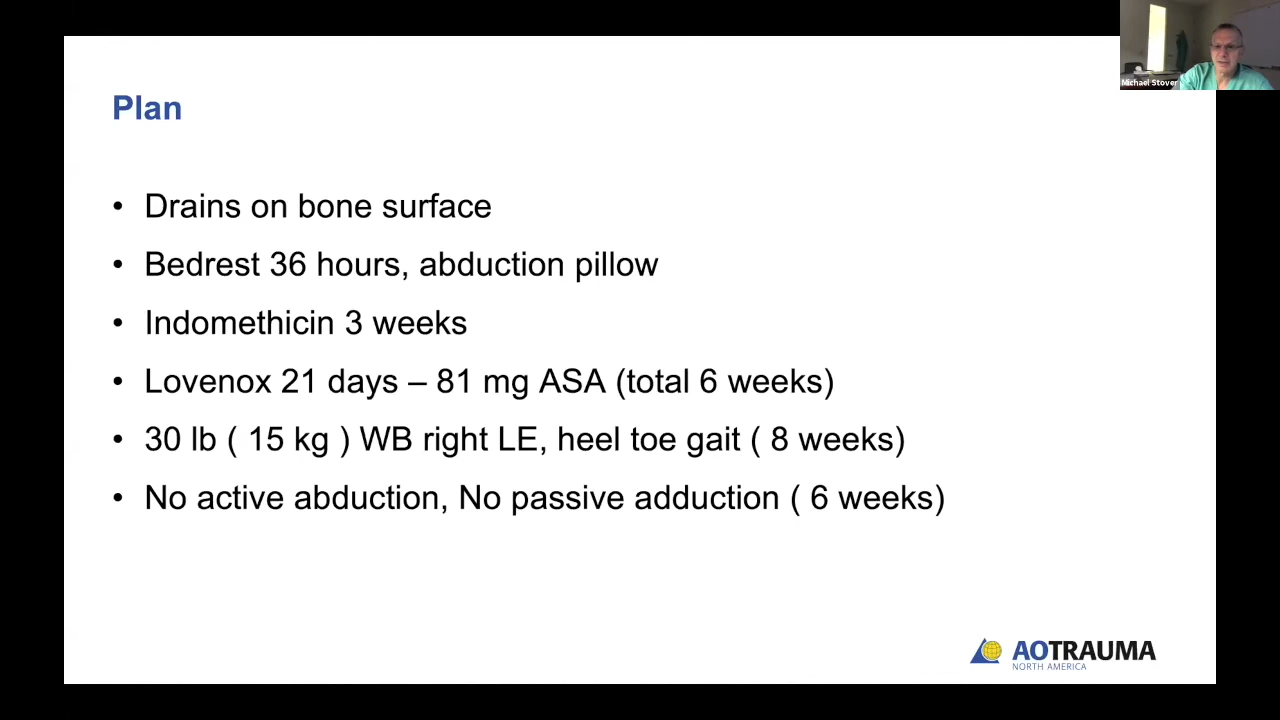 Michael Stover
Plan
• Drains on bone surface
• Bedrest 36 hours, abduction pillow
• Indomethicin 3 weeks
• Lovenox 21 days – 81 mg ASA (total 6 weeks)
• 30 lb ( 15 kg ) WB right LE, heel toe gait ( 8 weeks)
• No active abduction, No passive adduction ( 6 weeks)
AOTRAUMA
NORTH AMERICA